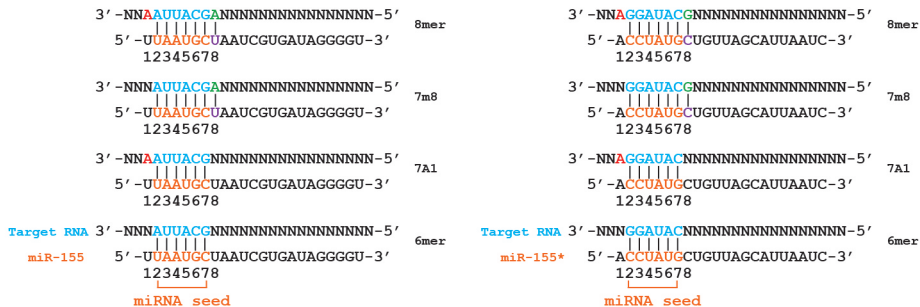 3′-NNAAUUACGANNNNNNNNNNNNNNNN-5′
8mer
5′-UUAAUGCUAAUCGUGAUAGGGGU-3′
12345678
3′-NNNAUUACGANNNNNNNNNNNNNNNN-5′
7m8
5′-UUAAUGCUAAUCGUGAUAGGGGU-3′
12345678
3′-NNAAUUACGNNNNNNNNNNNNNNNNN-5′
7A1
5′-UUAAUGCUAAUCGUGAUAGGGGU-3′
12345678
Target RNA 3′-NNNAUUACGNNNNNNNNNNNNNNNNN-5′
6mer
miR-155 5′-UUAAUGCUAAUCGUGAUAGGGGU-3′
12345678
miRNA seed
3′-NNAGGAUACGNNNNNNNNNNNNNNNN-5′
8mer
5′-ACCUAUGCUGUUAGCAUUAAUC-3′
12345678
3′-NNNGGAUACGNNNNNNNNNNNNNNNN-5′
7m8
5′-ACCUAUGCUGUUAGCAUUAAUC-3′
12345678
3′-NNAGGAUACNNNNNNNNNNNNNNNNN-5′
7A1
5′-ACCUAUGCUGUUAGCAUUAAUC-3′
12345678
Target RNA 3′-NNNGGAUACNNNNNNNNNNNNNNNNN-5′
6mer
miR-155* 5′-ACCUAUGCUGUUAGCAUUAAUC-3′
12345678
miRNA seed